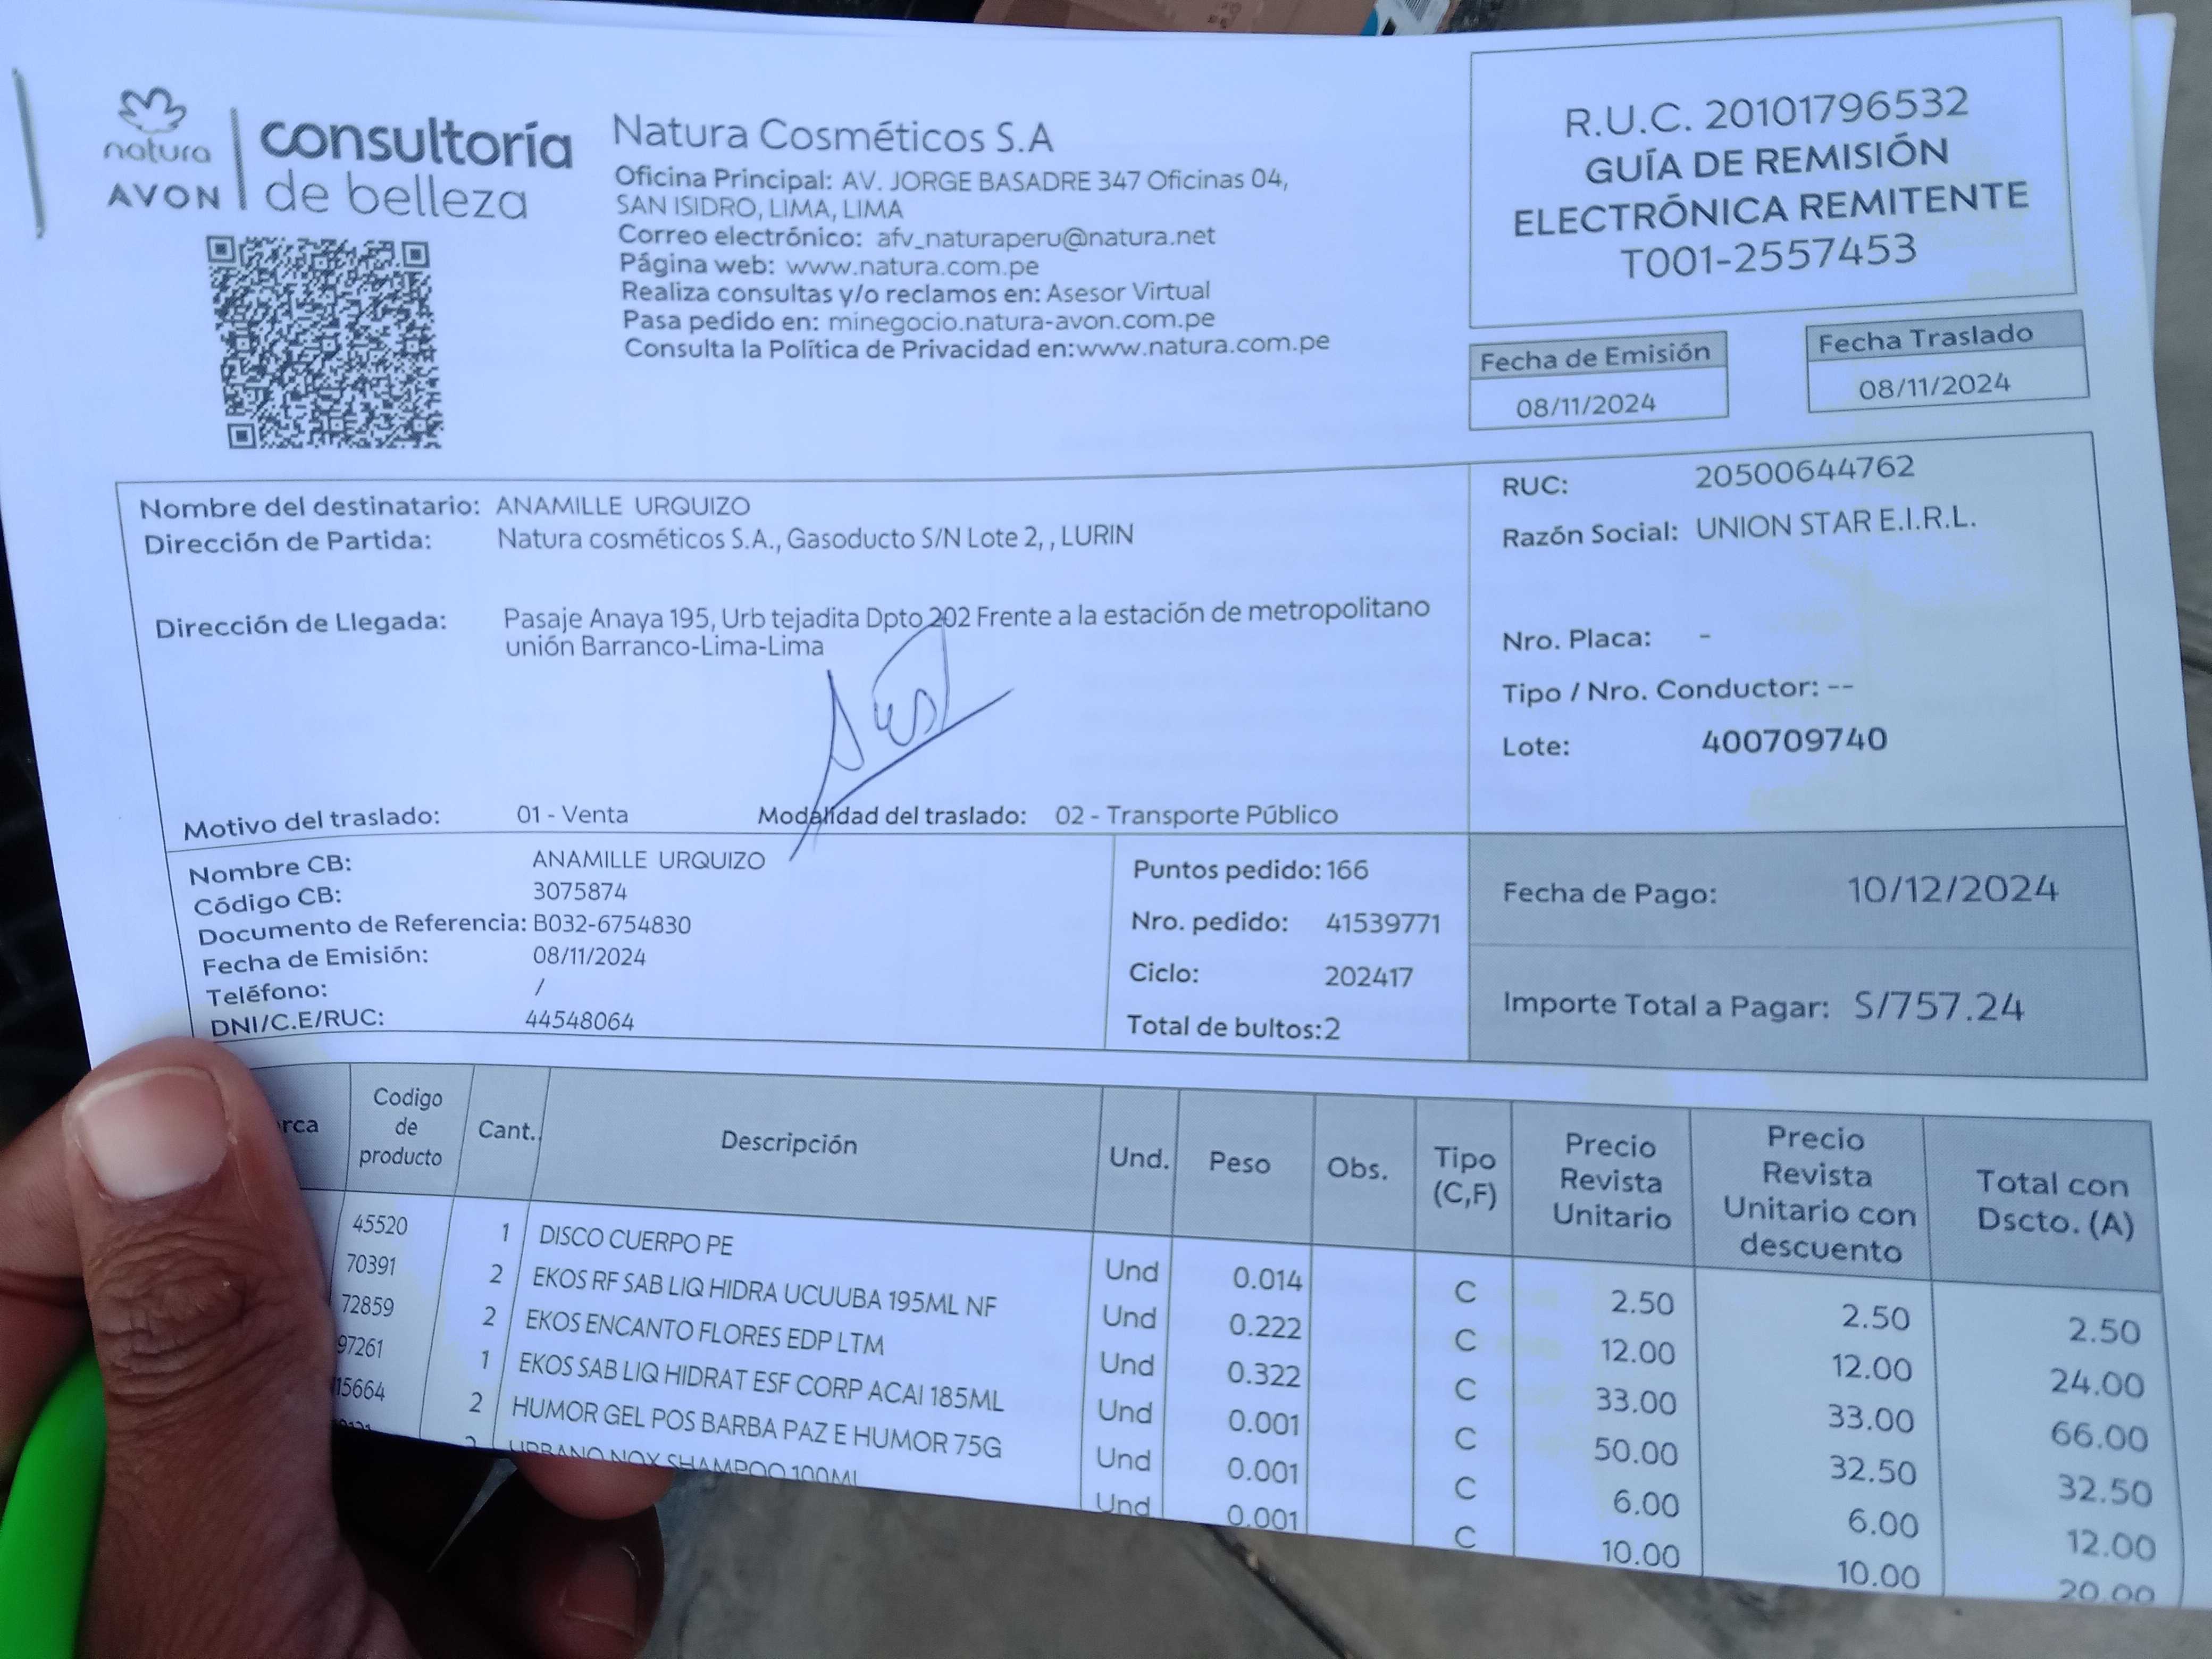 natura
AVON
consultoría
de belleza
Natura Cosméticos S.A
Oficina Principal: AV. JORGE BASADRE 347 Oficinas 04,
SAN ISIDRO, LIMA, LIMA
Correo electrónico: afv_naturaperu@natura.net
Página web: www.natura.com.pe
Realiza consultas y/o reclamos en: Asesor Virtual
Pasa pedido en: minegocio.natura-avon.com.pe
Consulta la Política de Privacidad en:www.natura.com.pe
R.U.C. 20101796532
GUÍA DE REMISIÓN
ELECTRÓNICA REMITENTE
T001-2557453
Fecha de Emisión
08/11/2024
Fecha Traslado
08/11/2024
Nombre del destinatario: ANAMILLE URQUIZO
Dirección de Partida: Natura cosméticos S.A., Gasoducto S/N Lote 2, , LURIN
Dirección de Llegada: Pasaje Anaya 195, Urb tejadita Dpto 202 Frente a la estación de metropolitano
unión Barranco-Lima-Lima
Motivo del traslado: 01 - Venta Modalidad del traslado: 02 - Transporte Público
RUC: 20500644762
Razón Social: UNION STAR E.I.R.L.
Nro. Placa: -
Tipo / Nro. Conductor: --
Lote: 400709740
Nombre CB: ANAMILLE URQUIZO
Código CB: 3075874
Documento de Referencia: B032-6754830
Fecha de Emisión: 08/11/2024
Teléfono: /
DNI/C.E/RUC: 44548064
Puntos pedido: 166
Nro. pedido: 41539771
Ciclo: 202417
Total de bultos:2
Fecha de Pago: 10/12/2024
Importe Total a Pagar: S/757.24
rca Codigo de producto Cant. Descripción Und. Peso Obs. Tipo (C,F) Precio Revista Unitario Precio Revista Unitario con descuento Total con Dscto. (A)
45520 1 DISCO CUERPO PE Und 0.014 C 2.50 2.50 2.50
70391 2 EKOS RF SAB LIQ HIDRA UCUUBA 195ML NF Und 0.222 C 12.00 12.00 24.00
72859 2 EKOS ENCANTO FLORES EDP LTM Und 0.322 C 33.00 33.00 66.00
97261 1 EKOS SAB LIQ HIDRAT ESF CORP ACAI 185ML Und 0.001 C 50.00 32.50 32.50
15664 2 HUMOR GEL POS BARBA PAZ E HUMOR 75G Und 0.001 C 6.00 6.00 12.00
2 URBANO NOX SHAMPOO 100ML Und 0.001 C 10.00 10.00 20.00